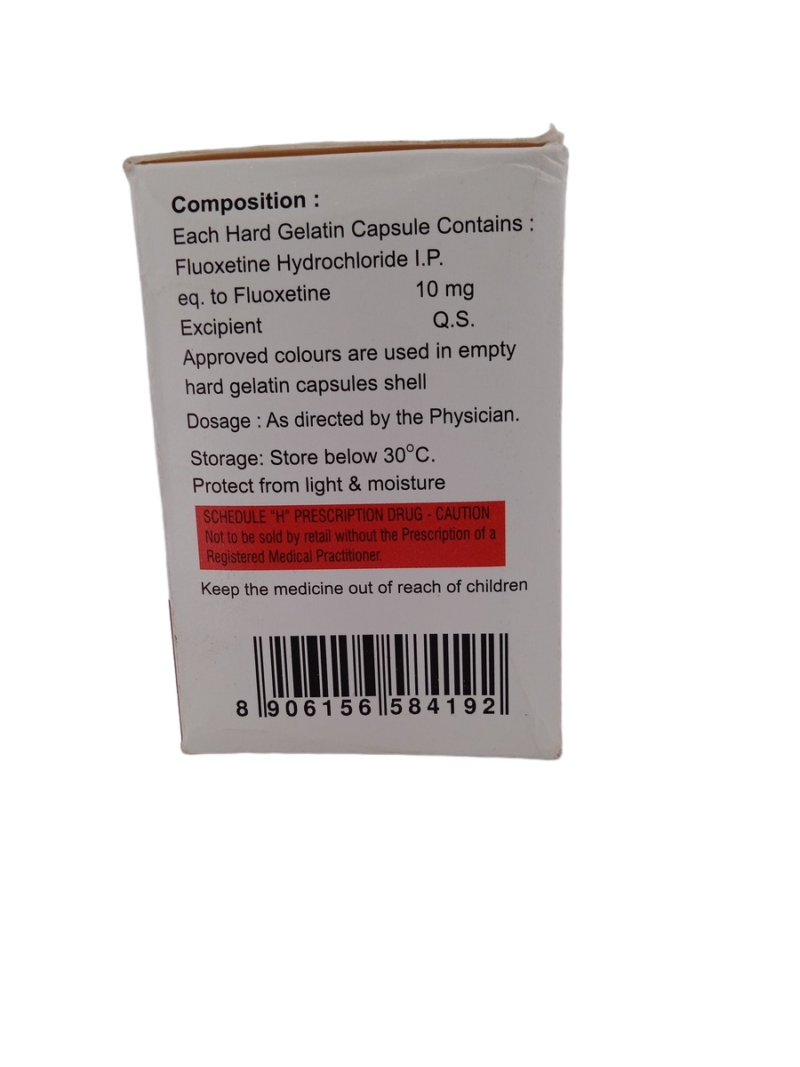 Composition :
Each Hard Gelatin Capsule Contains :
Fluoxetine Hydrochloride I.P.
eq. to Fluoxetine 10 mg
Excipient Q.S.
Approved colours are used in empty
hard gelatin capsules shell
Dosage : As directed by the Physician.
Storage: Store below 30°C.
Protect from light & moisture
SCHEDULE "H" PRESCRIPTION DRUG - CAUTION
Not to be sold by retail without the Prescription of a
Registered Medical Practitioner.
Keep the medicine out of reach of children
8 906156 584192